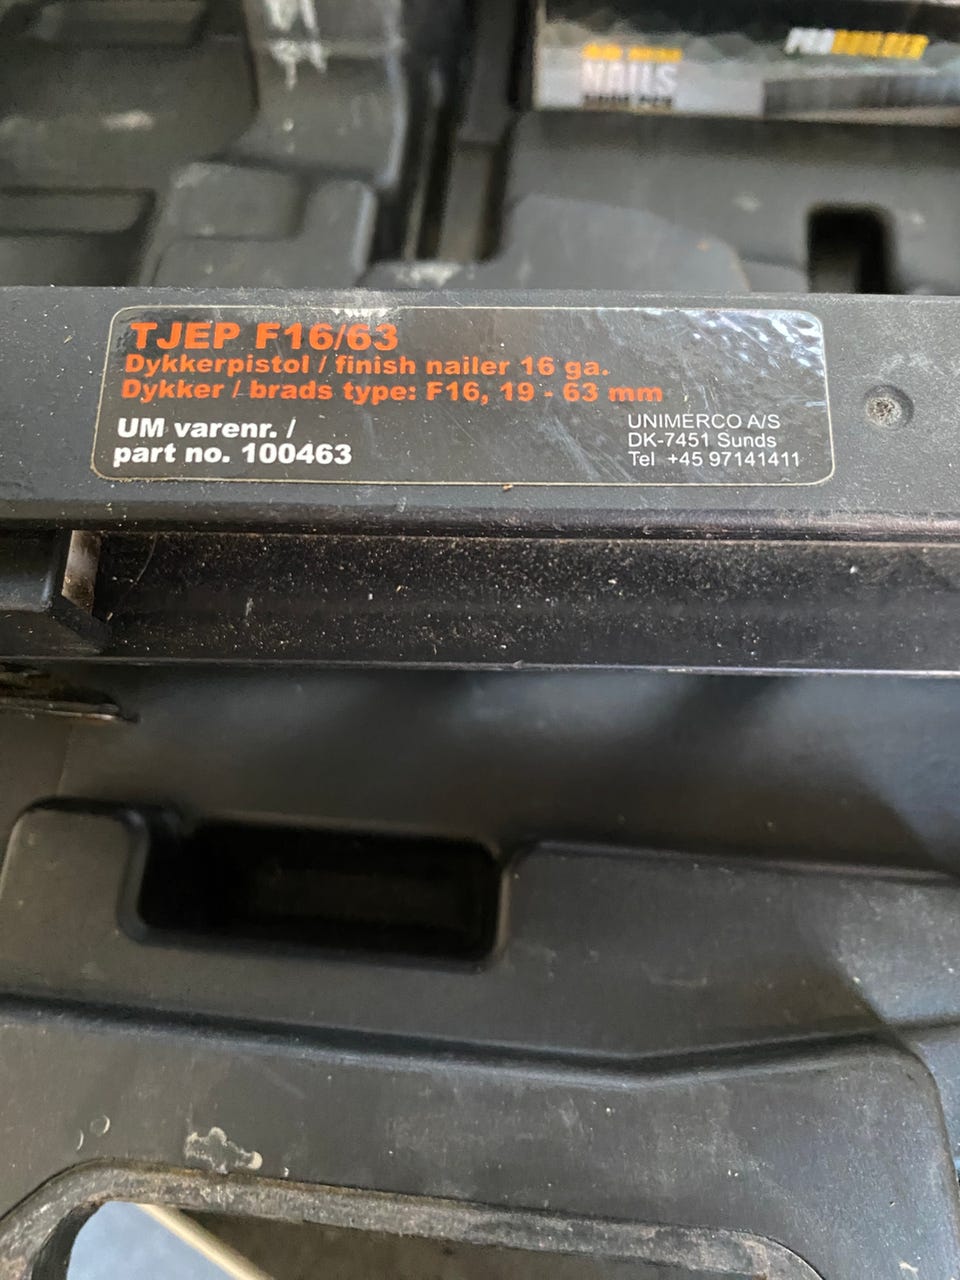 PROBUILDER
NAILS
TJEP F16/63
Dykkerpistol / finish nailer 16 ga.
Dykker / brads type: F16, 19 - 63 mm
UM varenr. /
part no. 100463
UNIMERCO A/S
DK-7451 Sunds
Tel +45 97141411